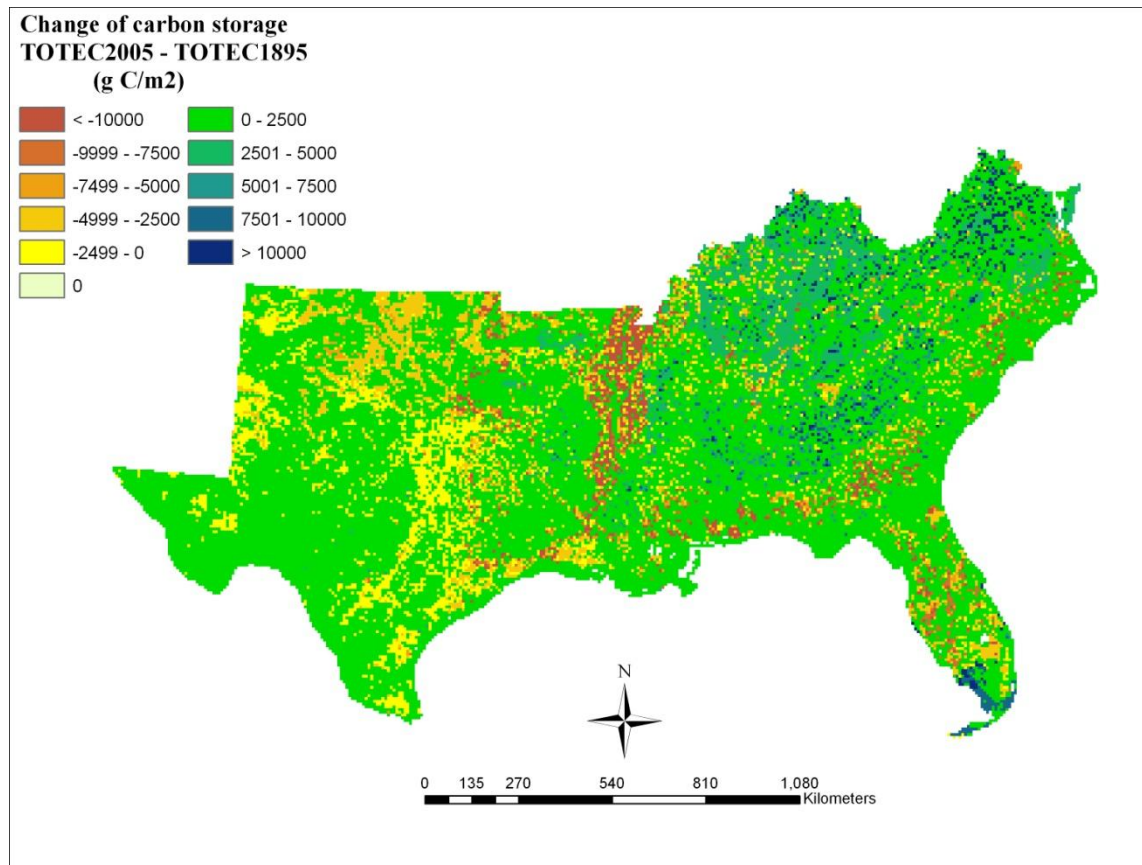 Change of carbon storage
TOTEC2005 - TOTEC1895
(g C/m2)
< -10000
-9999 - -7500
-7499 - -5000
-4999 - -2500
-2499 - 0
0
0 - 2500
2501 - 5000
5001 - 7500
7501 - 10000
> 10000
N
0 135 270 540 810 1,080
Kilometers